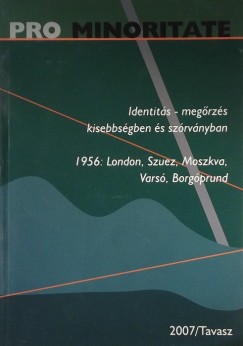 PRO MINORITATE
Identitás - megőrzés
kisebbségben és szórványban
1956: London, Szuez, Moszkva,
Varsó, Borgóprund
2007/Tavasz